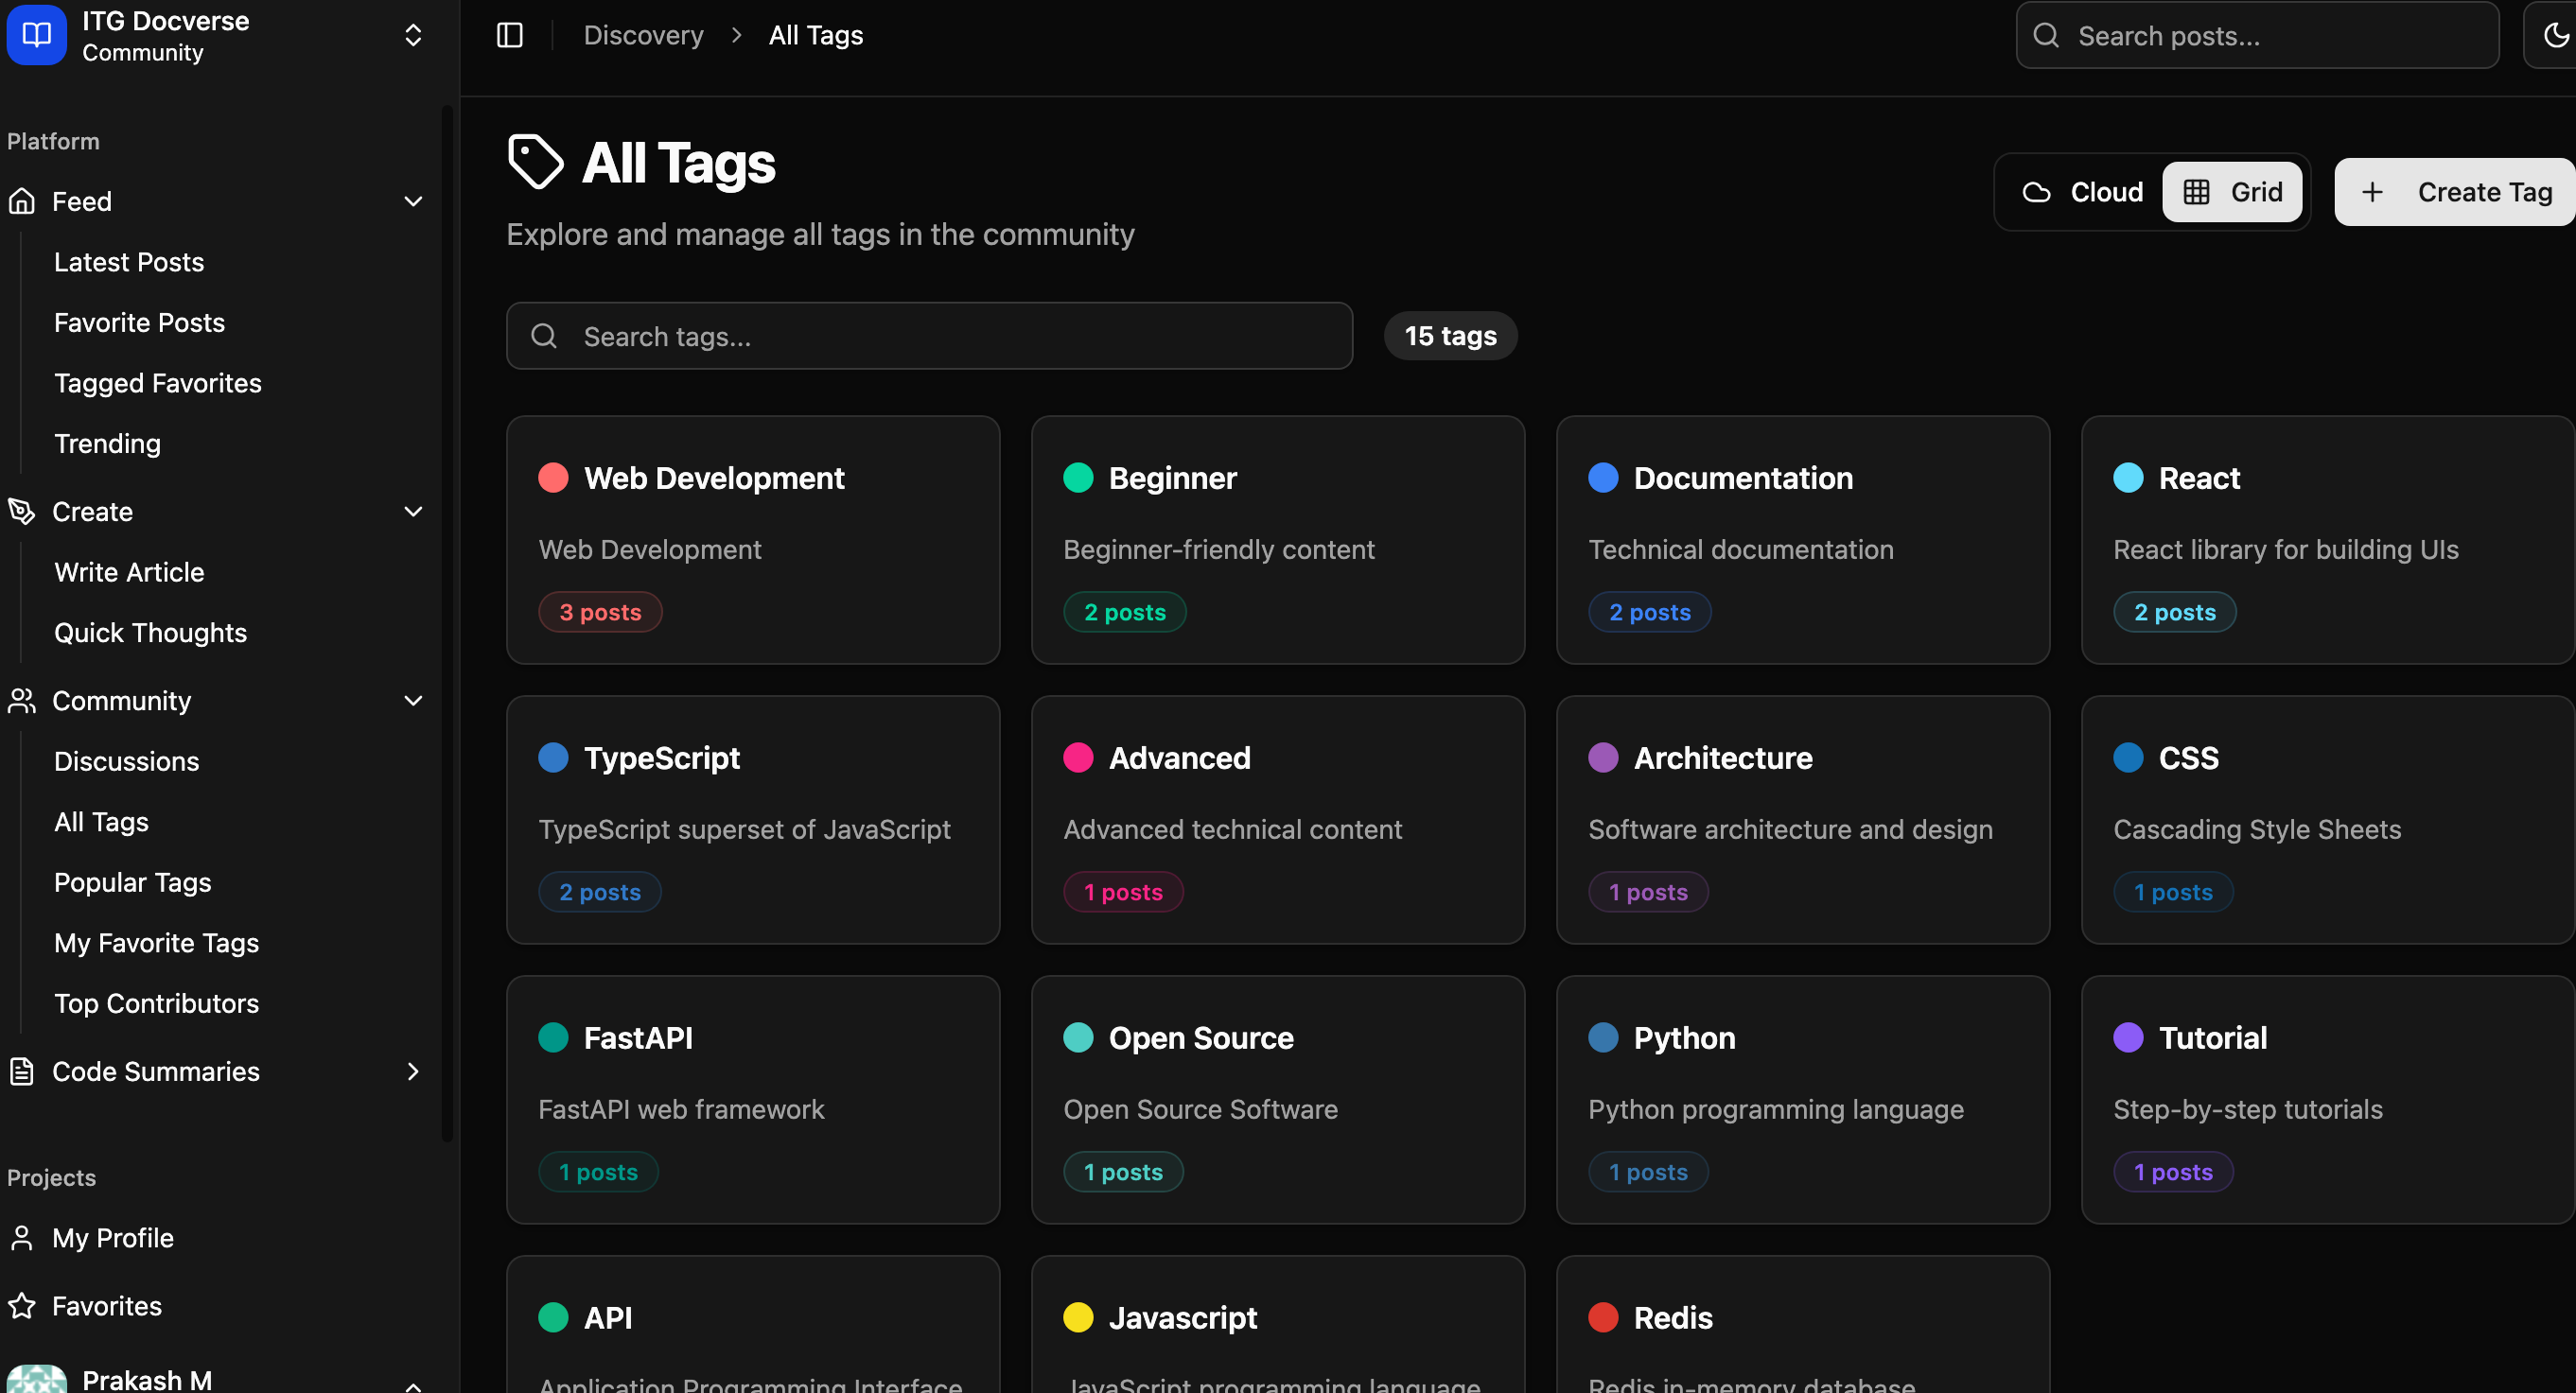 ITG Docverse
Community
Platform
Feed
Latest Posts
Favorite Posts
Tagged Favorites
Trending
Create
Write Article
Quick Thoughts
Community
Discussions
All Tags
Popular Tags
My Favorite Tags
Top Contributors
Code Summaries
Projects
My Profile
Favorites
Prakash M
Discovery > All Tags
Search posts...
All Tags
Explore and manage all tags in the community
Cloud
Grid
+ Create Tag
Search tags...
15 tags
Web Development
Web Development
3 posts
Beginner
Beginner-friendly content
2 posts
Documentation
Technical documentation
2 posts
React
React library for building UIs
2 posts
TypeScript
TypeScript superset of JavaScript
2 posts
Advanced
Advanced technical content
1 posts
Architecture
Software architecture and design
1 posts
CSS
Cascading Style Sheets
1 posts
FastAPI
FastAPI web framework
1 posts
Open Source
Open Source Software
1 posts
Python
Python programming language
1 posts
Tutorial
Step-by-step tutorials
1 posts
API
Application Programming Interface
Javascript
JavaScript programming language
Redis
Redis in-memory database